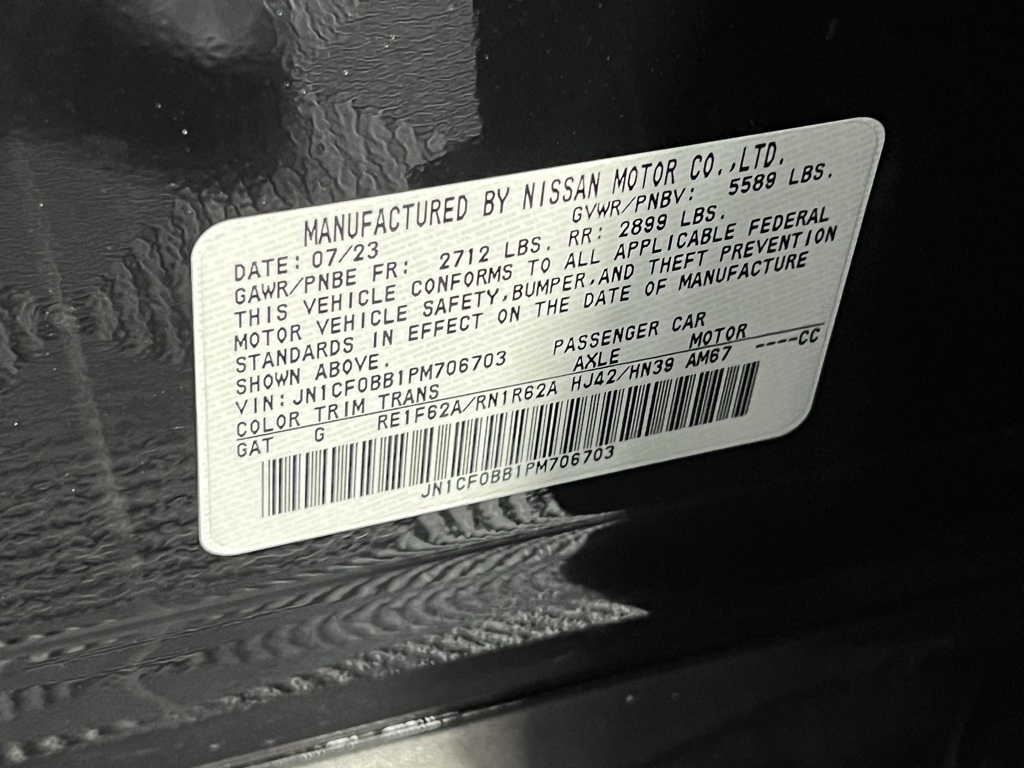 MANUFACTURED BY NISSAN MOTOR CO.,LTD.
DATE: 07/23 GVWR/PNBV: 5589 LBS.
GAWR/PNBE FR: 2712 LBS. RR: 2899 LBS.
THIS VEHICLE CONFORMS TO ALL APPLICABLE FEDERAL
MOTOR VEHICLE SAFETY,BUMPER,AND THEFT PREVENTION
STANDARDS IN EFFECT ON THE DATE OF MANUFACTURE
SHOWN ABOVE.
VIN: JN1CF0BB1PM706703 PASSENGER CAR
COLOR TRIM TRANS AXLE MOTOR ----CC
GAT G RE1F62A/RN1R62A HJ42/HN39 AM67
JN1CF0BB1PM706703